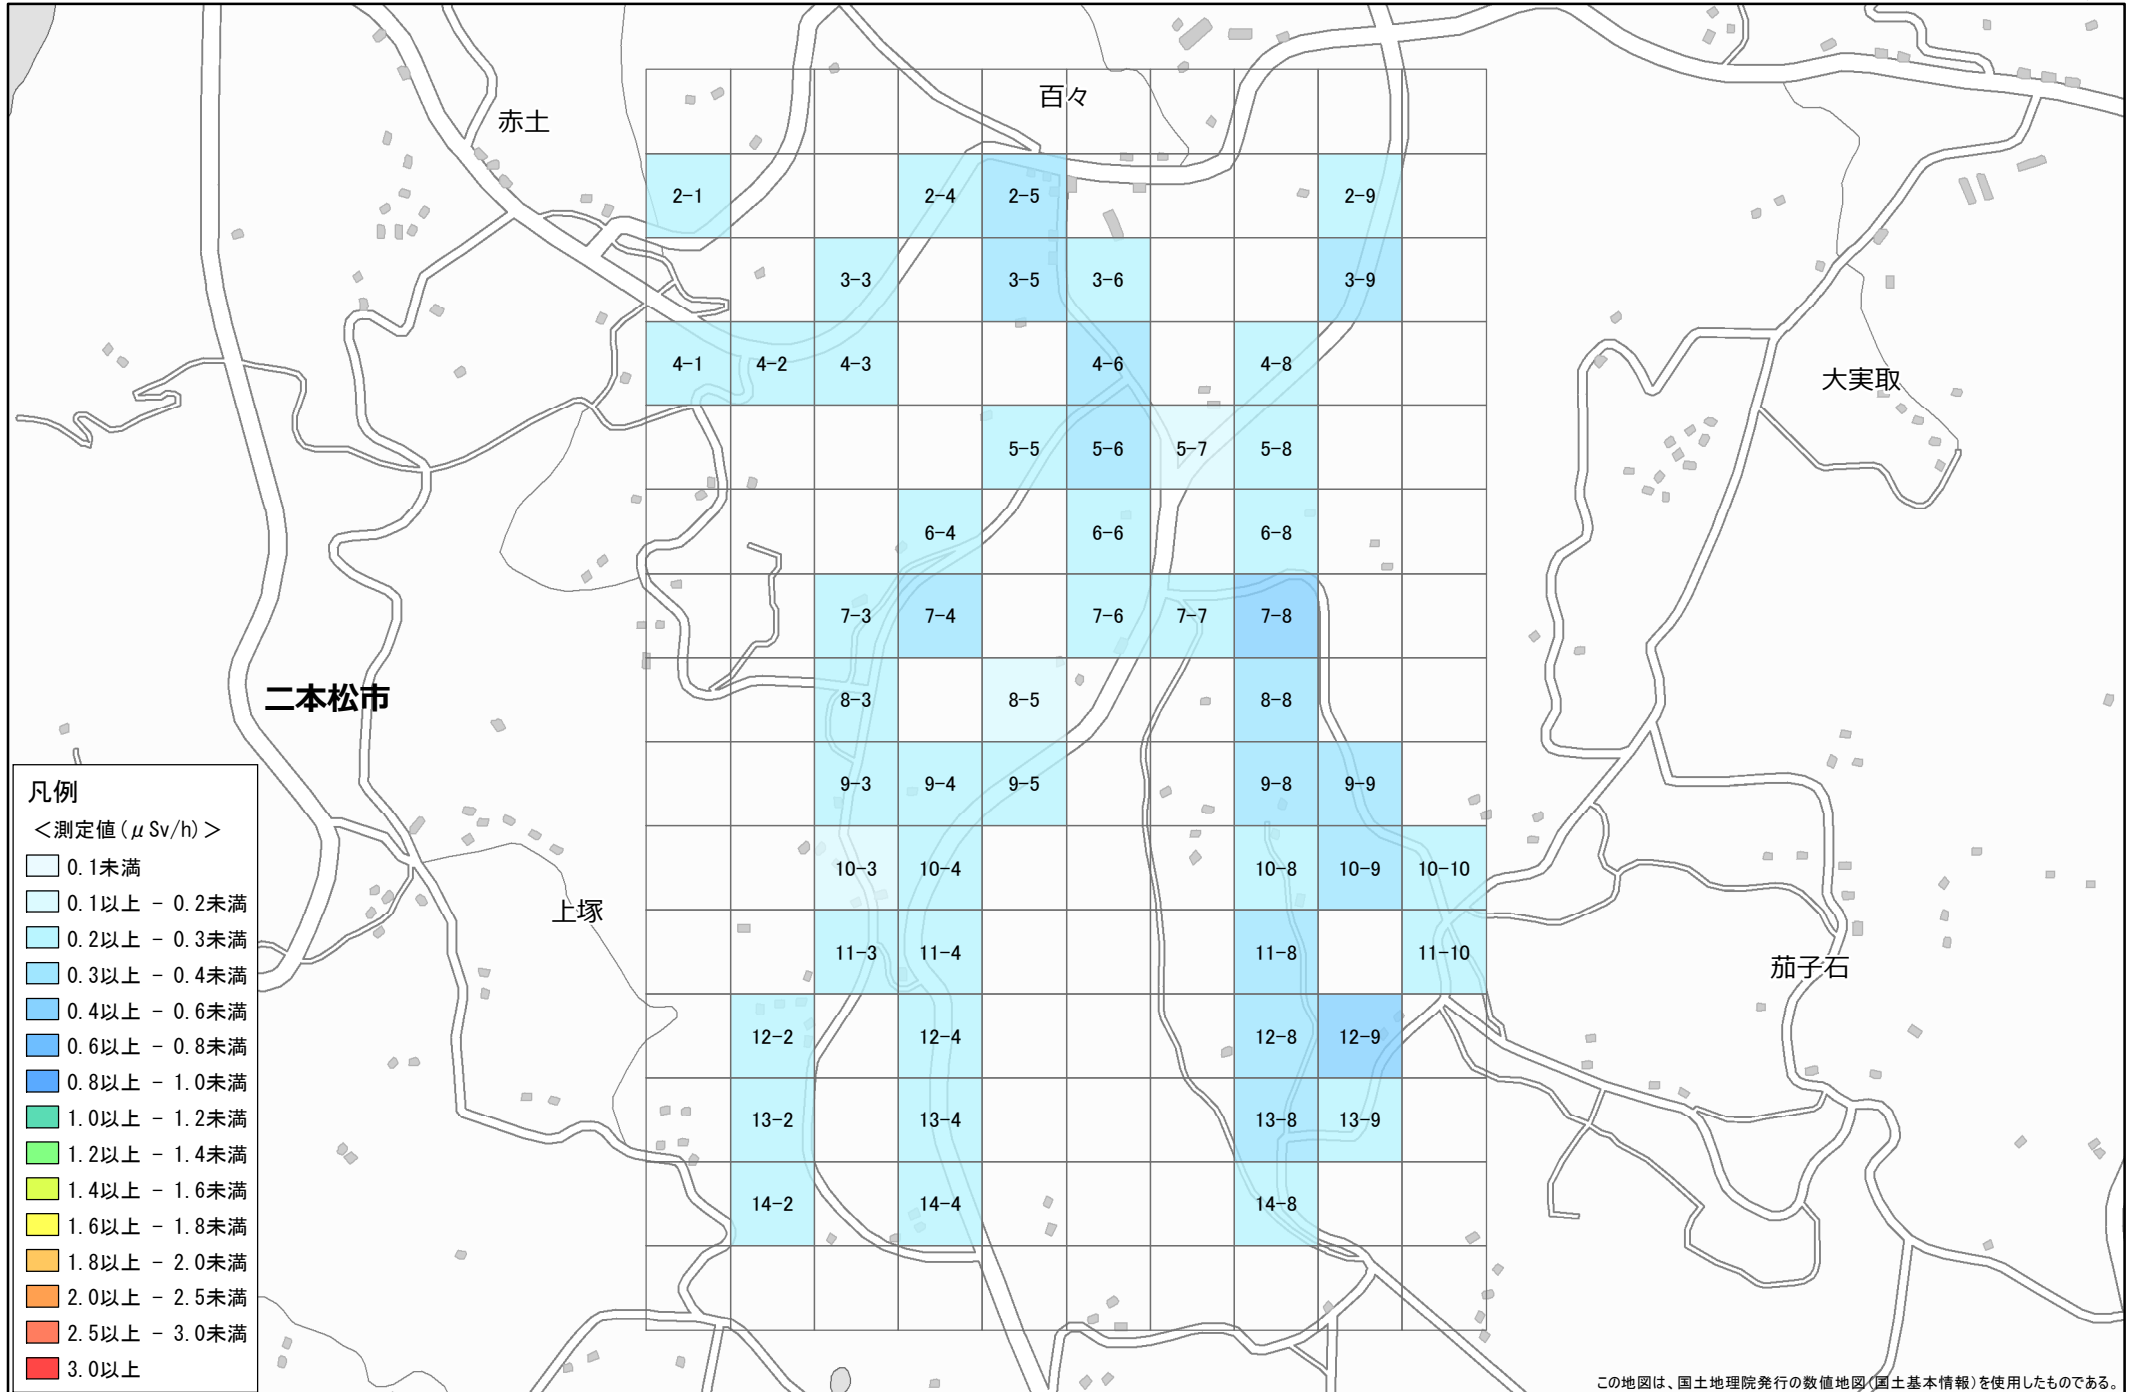 百々
赤土
2-1
2-4
2-5
2-9
3-3
3-5
3-6
3-9
4-1
4-2
4-3
4-6
4-8
大実取
5-5
5-6
5-7
5-8
6-4
6-6
6-8
7-3
7-4
7-6
7-7
7-8
二本松市
8-3
8-5
8-8
9-3
9-4
9-5
9-8
9-9
10-3
10-4
10-8
10-9
10-10
上塚
11-3
11-4
11-8
11-10
茄子石
12-2
12-4
12-8
12-9
13-2
13-4
13-8
13-9
14-2
14-4
14-8
凡例
＜測定値(μSv/h)＞
0.1未満
0.1以上 － 0.2未満
0.2以上 － 0.3未満
0.3以上 － 0.4未満
0.4以上 － 0.6未満
0.6以上 － 0.8未満
0.8以上 － 1.0未満
1.0以上 － 1.2未満
1.2以上 － 1.4未満
1.4以上 － 1.6未満
1.6以上 － 1.8未満
1.8以上 － 2.0未満
2.0以上 － 2.5未満
2.5以上 － 3.0未満
3.0以上
この地図は、国土地理院発行の数値地図(国土基本情報)を使用したものである。